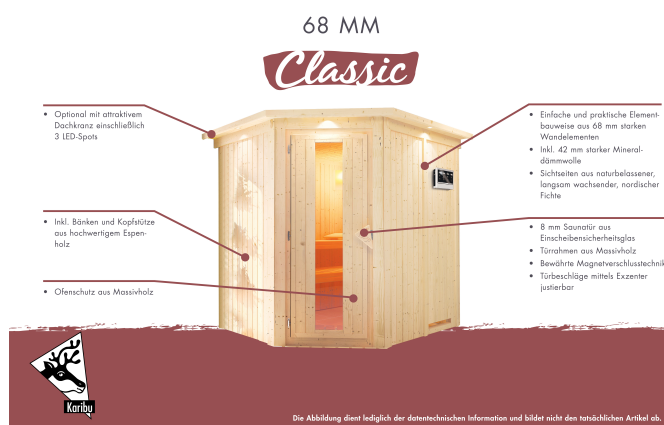 68 MM
Classic
• Optional mit attraktivem
Dachkranz einschließlich
3 LED-Spots
• Inkl. Bänken und Kopfstütze
aus hochwertigem Espen-
holz
• Ofenschutz aus Massivholz
• Einfache und praktische Element-
bauweise aus 68 mm starken
Wandelementen
• Inkl. 42 mm starker Mineral-
dämmwolle
• Sichtseiten aus naturbelassener,
langsam wachsender, nordischer
Fichte
• 8 mm Saunatür aus
Einscheibensicherheitsglas
• Türrahmen aus Massivholz
• Bewährte Magnetverschlusstechnik
• Türbeschläge mittels Exzenter
justierbar
Karibu
Die Abbildung dient lediglich der datentechnischen Information und bildet nicht den tatsächlichen Artikel ab.